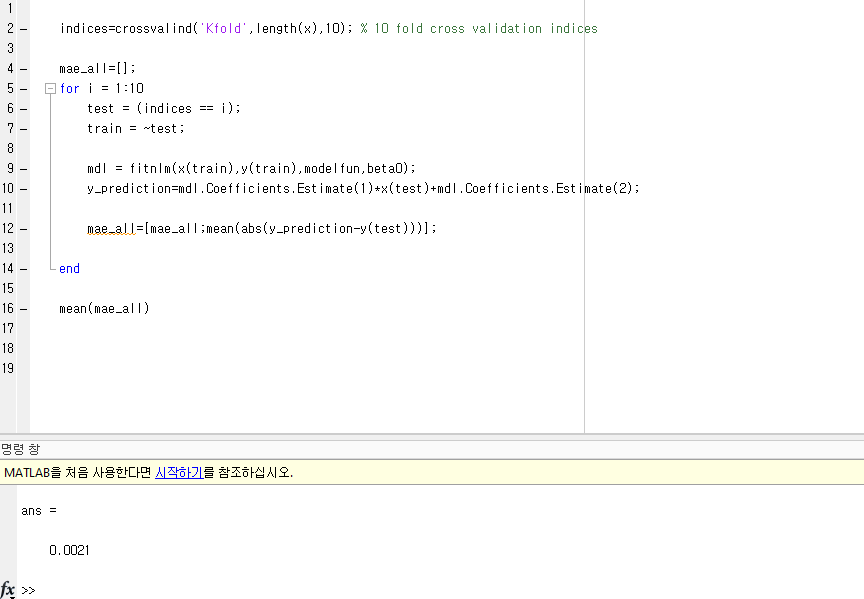 1
2 – indices=crossvalind('Kfold',length(x),10); % 10 fold cross validation indices
3
4 – mae_all=[];
5 – for i = 1:10
6 – test = (indices == i);
7 – train = ~test;
8
9 – mdl = fitnlm(x(train),y(train),modelfun,beta0);
10 – y_prediction=mdl.Coefficients.Estimate(1)*x(test)+mdl.Coefficients.Estimate(2);
11
12 – mae_all=[mae_all;mean(abs(y_prediction-y(test)))];
13
14 – end
15
16 – mean(mae_all)
17
18
19
명령 창
MATLAB을 처음 사용한다면 시작하기를 참조하십시오.
ans =
0.0021
fx >>